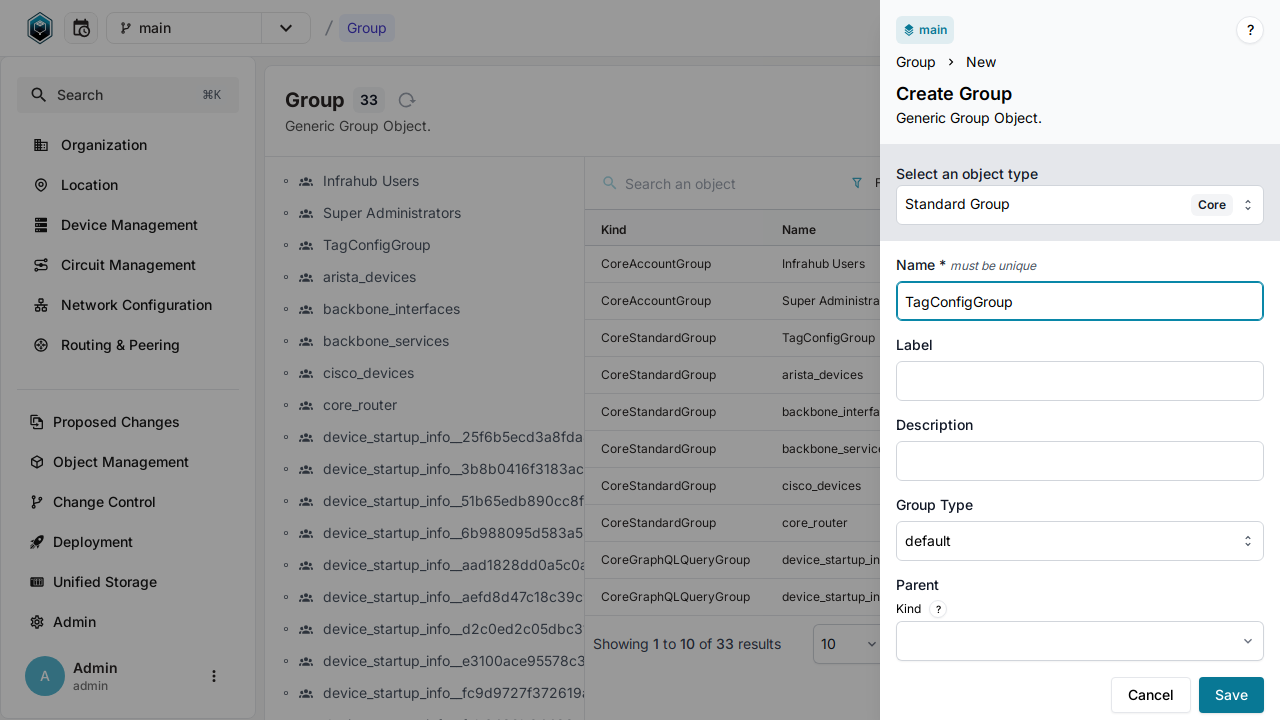 main
/
Group
Search
⌘K
Organization
Location
Device Management
Circuit Management
Network Configuration
Routing & Peering
Proposed Changes
Object Management
Change Control
Deployment
Unified Storage
Admin
A
Admin
admin
Group 33
Generic Group Object.
Infrahub Users
Super Administrators
TagConfigGroup
arista_devices
backbone_interfaces
backbone_services
cisco_devices
core_router
device_startup_info__25f6b5ecd3a8fda
device_startup_info__3b8b0416f3183ac
device_startup_info__51b65edb890cc8f
device_startup_info__6b988095d583a5
device_startup_info__aad1828dd0a5c0a
device_startup_info__aefd8d47c18c39c
device_startup_info__d2c0ed2c05dbc3
device_startup_info__e3100ace95578c3
device_startup_info__fc9d9727f372619a
Search an object
Kind Name
CoreAccountGroup Infrahub Users
CoreAccountGroup Super Administra
CoreStandardGroup TagConfigGroup
CoreStandardGroup arista_devices
CoreStandardGroup backbone_interfa
CoreStandardGroup backbone_service
CoreStandardGroup cisco_devices
CoreStandardGroup core_router
CoreGraphQLQueryGroup device_startup_in
CoreGraphQLQueryGroup device_startup_in
Showing 1 to 10 of 33 results
10
main
?
Group > New
Create Group
Generic Group Object.
Select an object type
Standard Group Core
Name * must be unique
TagConfigGroup
Label
Description
Group Type
default
Parent
Kind ?
Cancel
Save